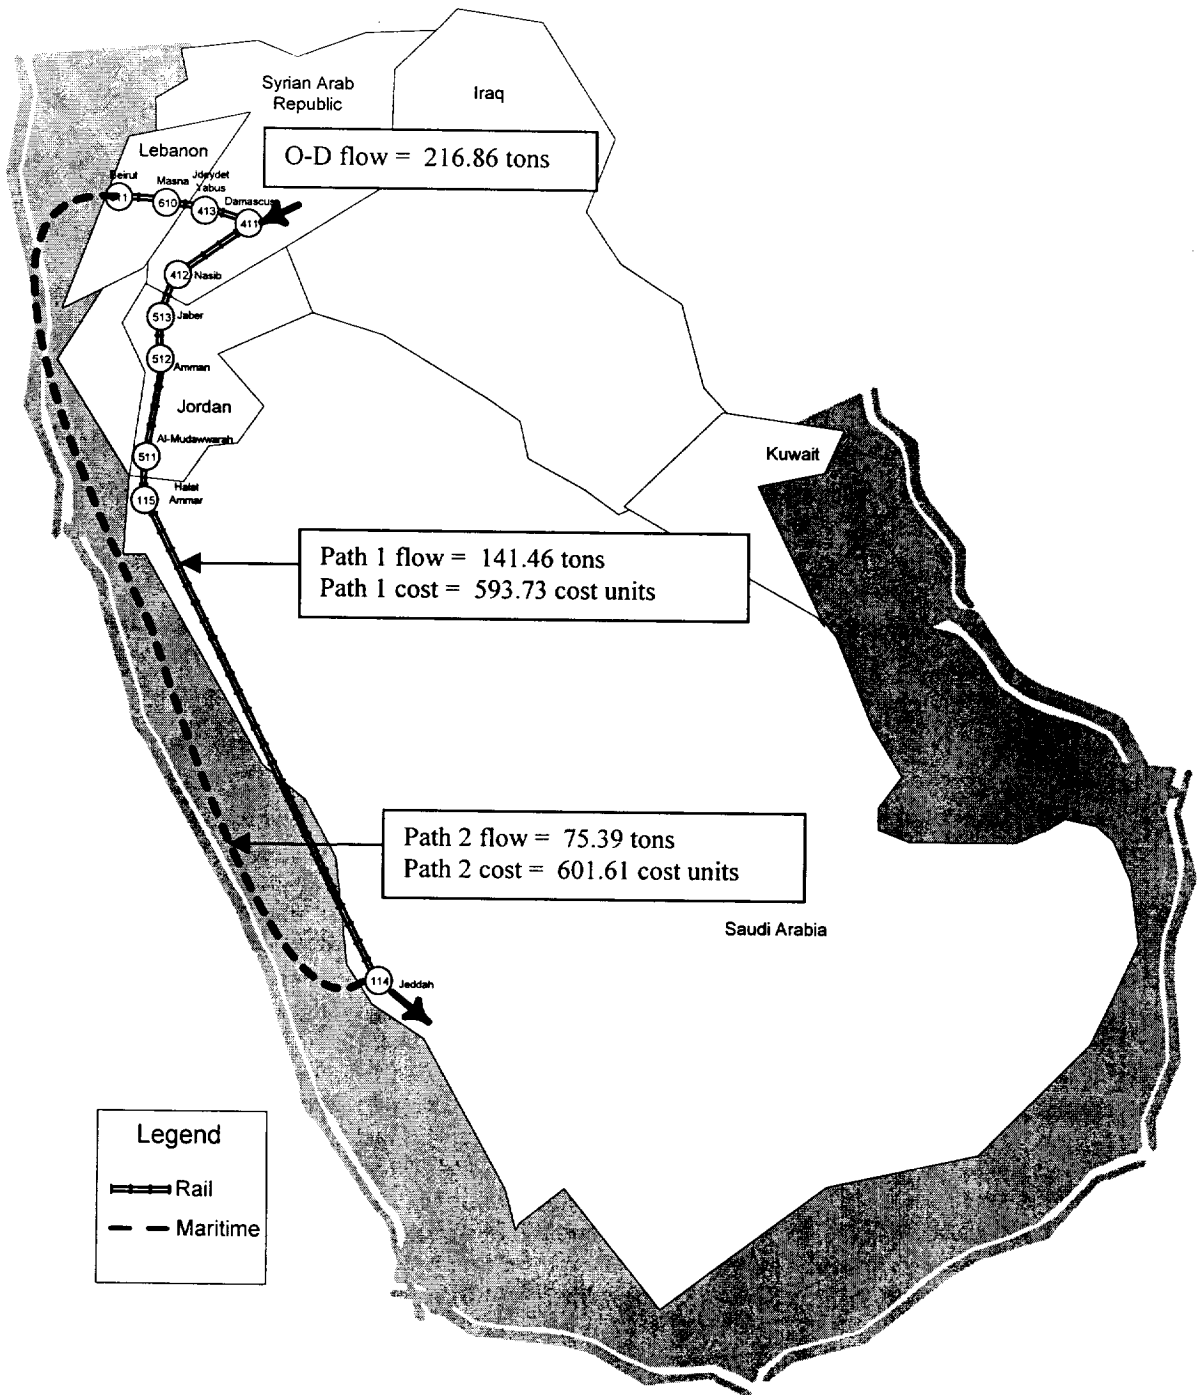 Syrian Arab
Republic
Iraq
O-D flow = 216.86 tons
Lebanon
Beirut
Masna
Jdeydet
Yabus
Damascus
610
413
411
412
Nasib
513
Jaber
512
Amman
Jordan
Al-Mudawwarah
511
Halat
Ammar
115
Kuwait
Path 1 flow = 141.46 tons
Path 1 cost = 593.73 cost units
Path 2 flow = 75.39 tons
Path 2 cost = 601.61 cost units
Saudi Arabia
114
Jeddah
Legend
Rail
Maritime